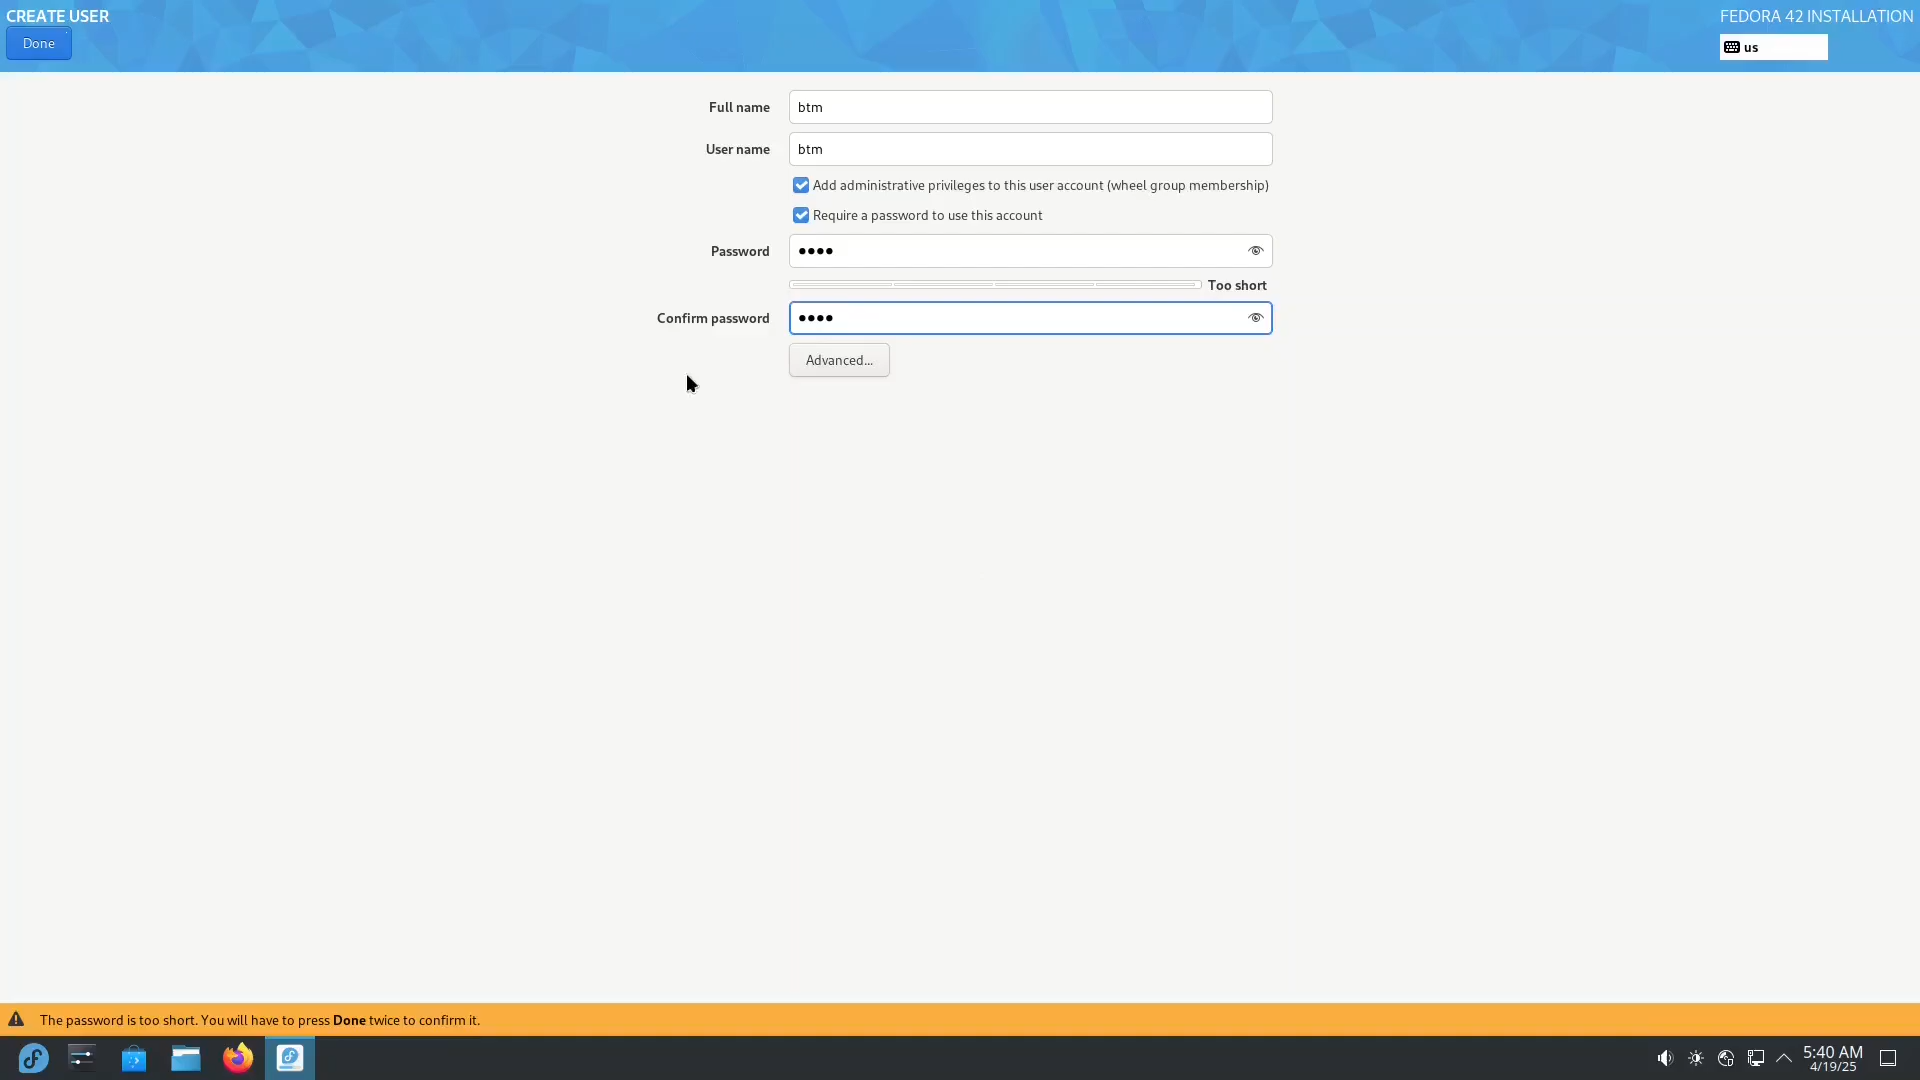 CREATE USER
FEDORA 42 INSTALLATION
Done
us
Full name
btm
User name
btm
Add administrative privileges to this user account (wheel group membership)
Require a password to use this account
Password
••••
Too short
Confirm password
••••
Advanced...
The password is too short. You will have to press Done twice to confirm it.
5:40 AM
4/19/25